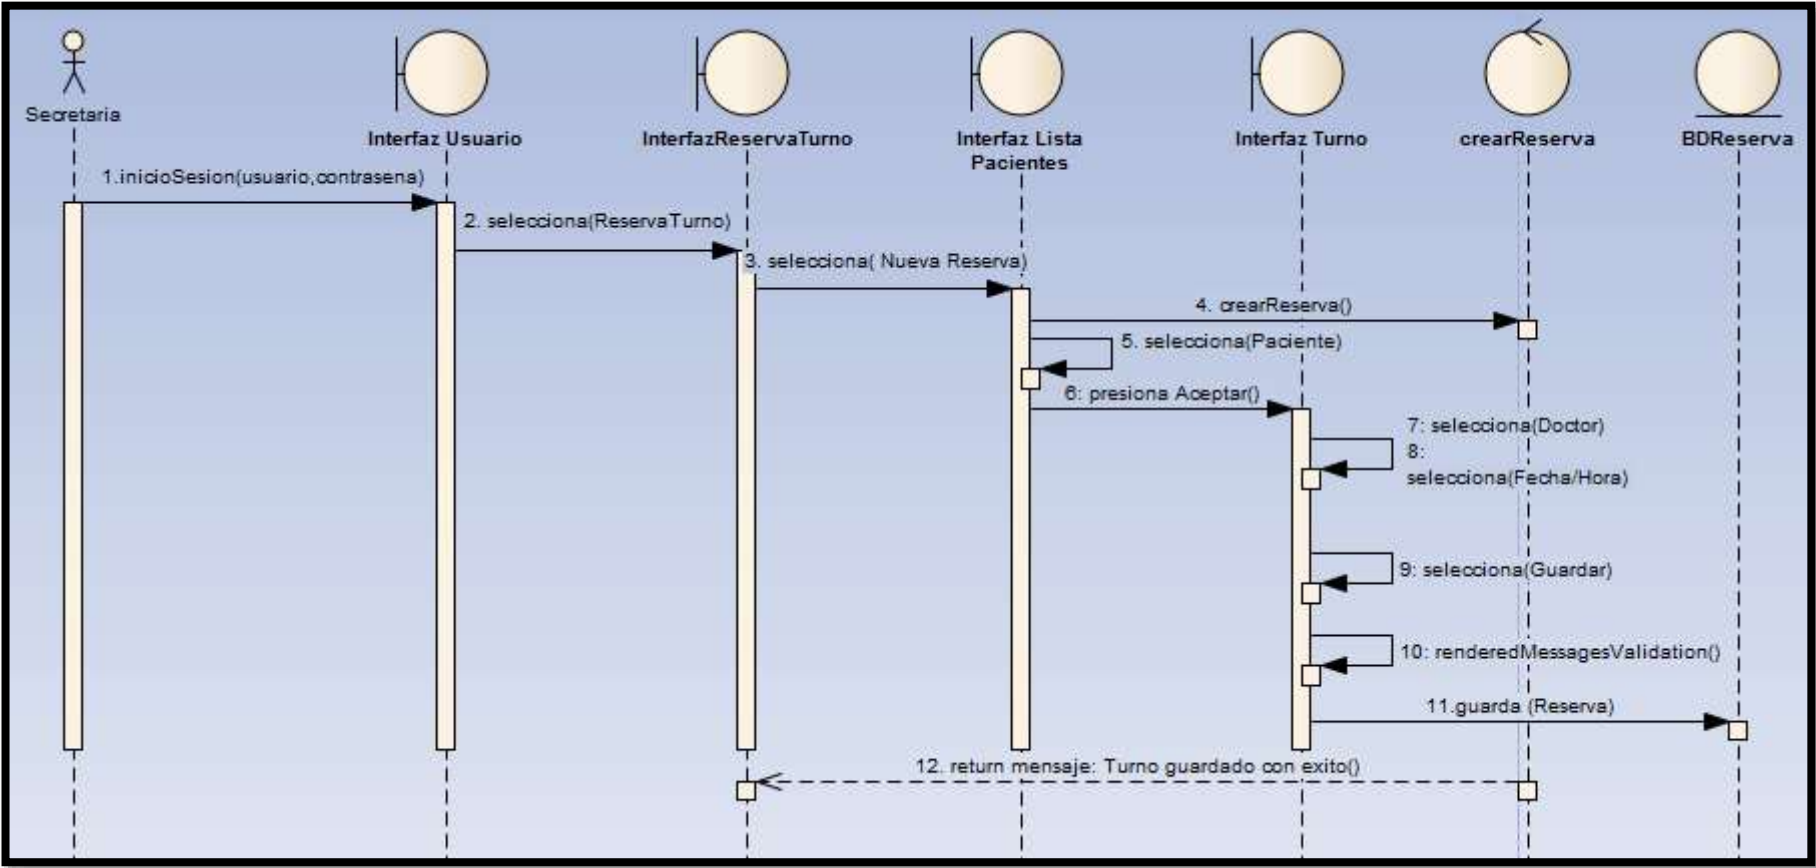 Secretaria
Interfaz Usuario
InterfazReservaTurno
Interfaz Lista
Pacientes
Interfaz Turno
crearReserva
BDReserva
1.inicioSesion(usuario,contrasena)
2. selecciona(ReservaTurno)
3. selecciona( Nueva Reserva)
4. crearReserva()
5. selecciona(Paciente)
6: presiona Aceptar()
7: selecciona(Doctor)
8:
selecciona(Fecha/Hora)
9: selecciona(Guardar)
10: renderedMessagesValidation()
11.guarda (Reserva)
12. return mensaje: Turno guardado con exito()